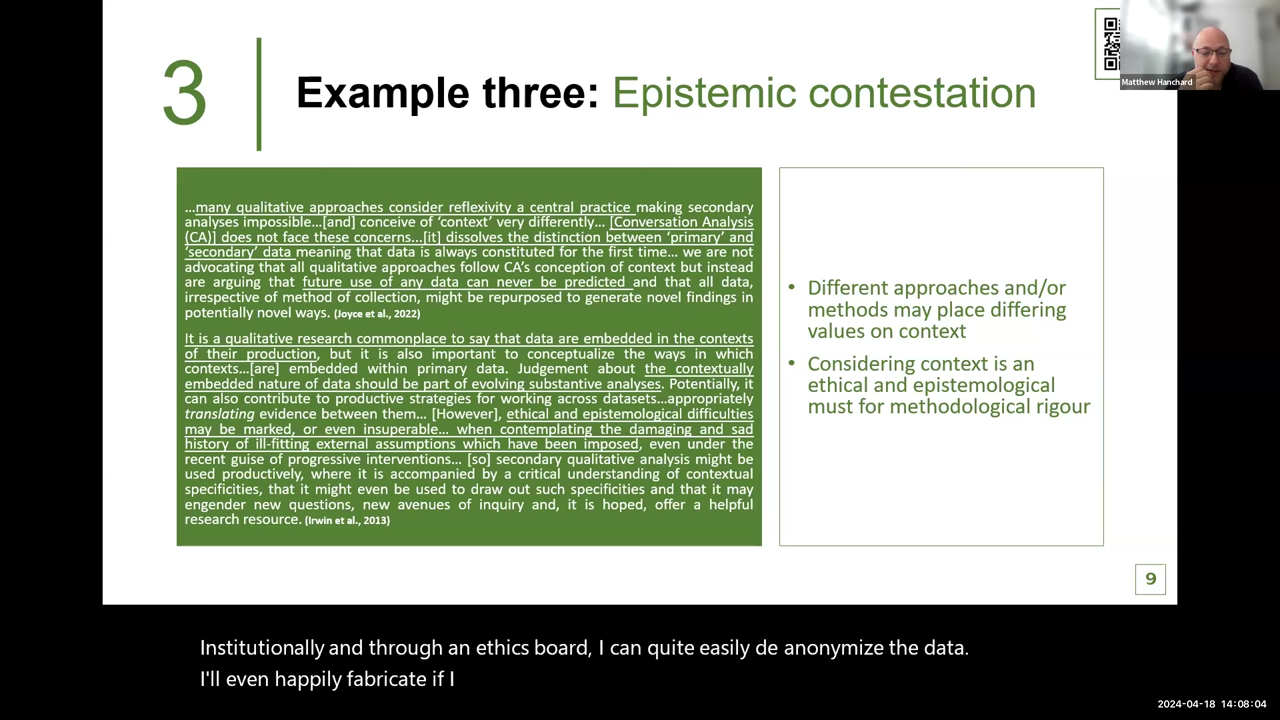 3
Example three: Epistemic contestation
Matthew Hanchard
…many qualitative approaches consider reflexivity a central practice making secondary
analyses impossible…[and] conceive of ‘context’ very differently… [Conversation Analysis
(CA)] does not face these concerns…[it] dissolves the distinction between ‘primary’ and
‘secondary’ data meaning that data is always constituted for the first time… we are not
advocating that all qualitative approaches follow CA’s conception of context but instead
are arguing that future use of any data can never be predicted and that all data,
irrespective of method of collection, might be repurposed to generate novel findings in
potentially novel ways. (Joyce et al., 2022)
It is a qualitative research commonplace to say that data are embedded in the contexts
of their production, but it is also important to conceptualize the ways in which
contexts…[are] embedded within primary data. Judgement about the contextually
embedded nature of data should be part of evolving substantive analyses. Potentially, it
can also contribute to productive strategies for working across datasets…appropriately
translating evidence between them… [However], ethical and epistemological difficulties
may be marked, or even insuperable… when contemplating the damaging and sad
history of ill-fitting external assumptions which have been imposed, even under the
recent guise of progressive interventions… [so] secondary qualitative analysis might be
used productively, where it is accompanied by a critical understanding of contextual
specificities, that it might even be used to draw out such specificities and that it may
engender new questions, new avenues of inquiry and, it is hoped, offer a helpful
research resource. (Irwin et al., 2013)
• Different approaches and/or
methods may place differing
values on context
• Considering context is an
ethical and epistemological
must for methodological rigour
9
Institutionally and through an ethics board, I can quite easily de anonymize the data.
I'll even happily fabricate if I
2024-04-18 14:08:04